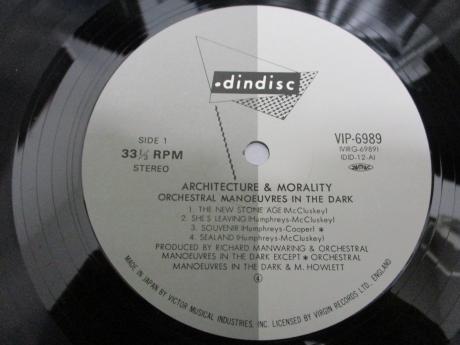 .dindisc
SIDE 1
33 1/3 RPM
STEREO
VIP-6989
(VIRG-6989)
(DID-12-A)
ARCHITECTURE & MORALITY
ORCHESTRAL MANOEUVRES IN THE DARK
1. THE NEW STONE AGE (McCluskey)
2. SHE'S LEAVING (Humphreys-McCluskey)
3. SOUVENIR (Humphreys-Cooper) *
4. SEALAND (Humphreys-McCluskey)
PRODUCED BY RICHARD MANWARING & ORCHESTRAL
MANOEUVRES IN THE DARK EXCEPT * ORCHESTRAL
MANOEUVRES IN THE DARK & M. HOWLETT
4
MADE IN JAPAN BY VICTOR MUSICAL INDUSTRIES, INC. LICENSED BY VIRGIN RECORDS LTD., ENGLAND